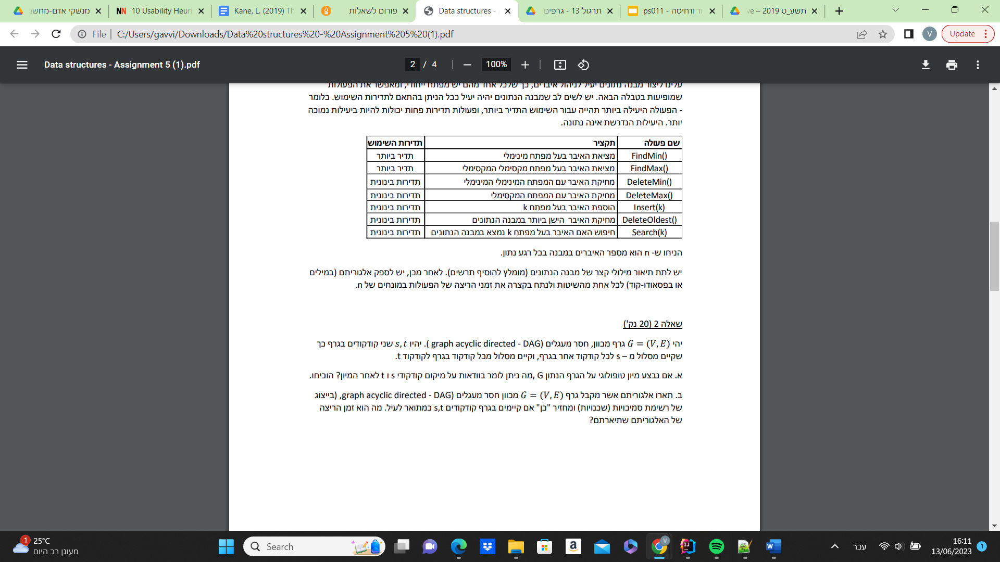 מנשקי אדם-מחש
10 Usability Heuri
Kane, L. (2019) Th
פורום לשאלות
Data structures -
תרגול 13 - גרפים
ps011 - וד ודחיסה
ve – 2019 תשע_ט
File
C:/Users/gavvi/Downloads/Data%20structures%20-%20Assignment%205%20(1).pdf
V
Update
Data structures - Assignment 5 (1).pdf
2 / 4
100%
עלינו ליצור מבנה נתונים יעיל לניהול איברים, כך שלכל אחד מהם יש מפתח ייחודי, ומאפשר את הפעולות
שמופיעות בטבלה הבאה. יש לשים לב שמבנה הנתונים יהיה יעיל ככל הניתן בהתאם לתדירות השימוש. כלומר
- הפעולה היעילה ביותר תהייה עבור השימוש התדיר ביותר, ופעולות תדירות פחות יכולות להיות ביעילות נמוכה
יותר. היעילות הנדרשת אינה נתונה.
שם פעולה תקציר תדירות השימוש
FindMin() מציאת האיבר בעל מפתח מינימלי תדיר ביותר
FindMax() מציאת האיבר בעל מפתח מקסימלי המקסימלי תדיר ביותר
DeleteMin() מחיקת האיבר עם המפתח המינימלי המינימלי תדירות בינונית
DeleteMax() מחיקת האיבר עם המפתח המקסימלי תדירות בינונית
Insert(k) הוספת האיבר בעל מפתח k תדירות בינונית
DeleteOldest() מחיקת האיבר הישן ביותר במבנה הנתונים תדירות בינונית
Search(k) חיפוש האם האיבר בעל מפתח k נמצא במבנה הנתונים תדירות בינונית
הניחו ש- n הוא מספר האיברים במבנה בכל רגע נתון.
יש לתת תיאור מילולי קצר של מבנה הנתונים (מומלץ להוסיף תרשים). לאחר מכן, יש לספק אלגוריתם (במילים
או בפסאודו-קוד) לכל אחת מהשיטות ולנתח בקצרה את זמני הריצה של הפעולות במונחים של n.
שאלה 2 (20 נק')
יהי G = (V, E) גרף מכוון, חסר מעגלים (graph acyclic directed - DAG ). יהיו s, t שני קודקודים בגרף כך
שקיים מסלול מ – s לכל קודקוד אחר בגרף, וקיים מסלול מכל קודקוד בגרף לקודקוד t.
א. אם נבצע מיון טופולוגי על הגרף הנתון G ,מה ניתן לומר בוודאות על מיקום קודקודי s ו t לאחר המיון? הוכיחו.
ב. תארו אלגוריתם אשר מקבל גרף G = (V, E) מכוון חסר מעגלים (graph acyclic directed - DAG, (בייצוג
של רשימת סמיכויות (שכנויות) ומחזיר "כן" אם קיימים בגרף קודקודים s,t כמתואר לעיל. מה הוא זמן הריצה
של האלגוריתם שתיארתם?
1
25°C
מעונן רב היום
Search
עבר
16:11
13/06/2023
1